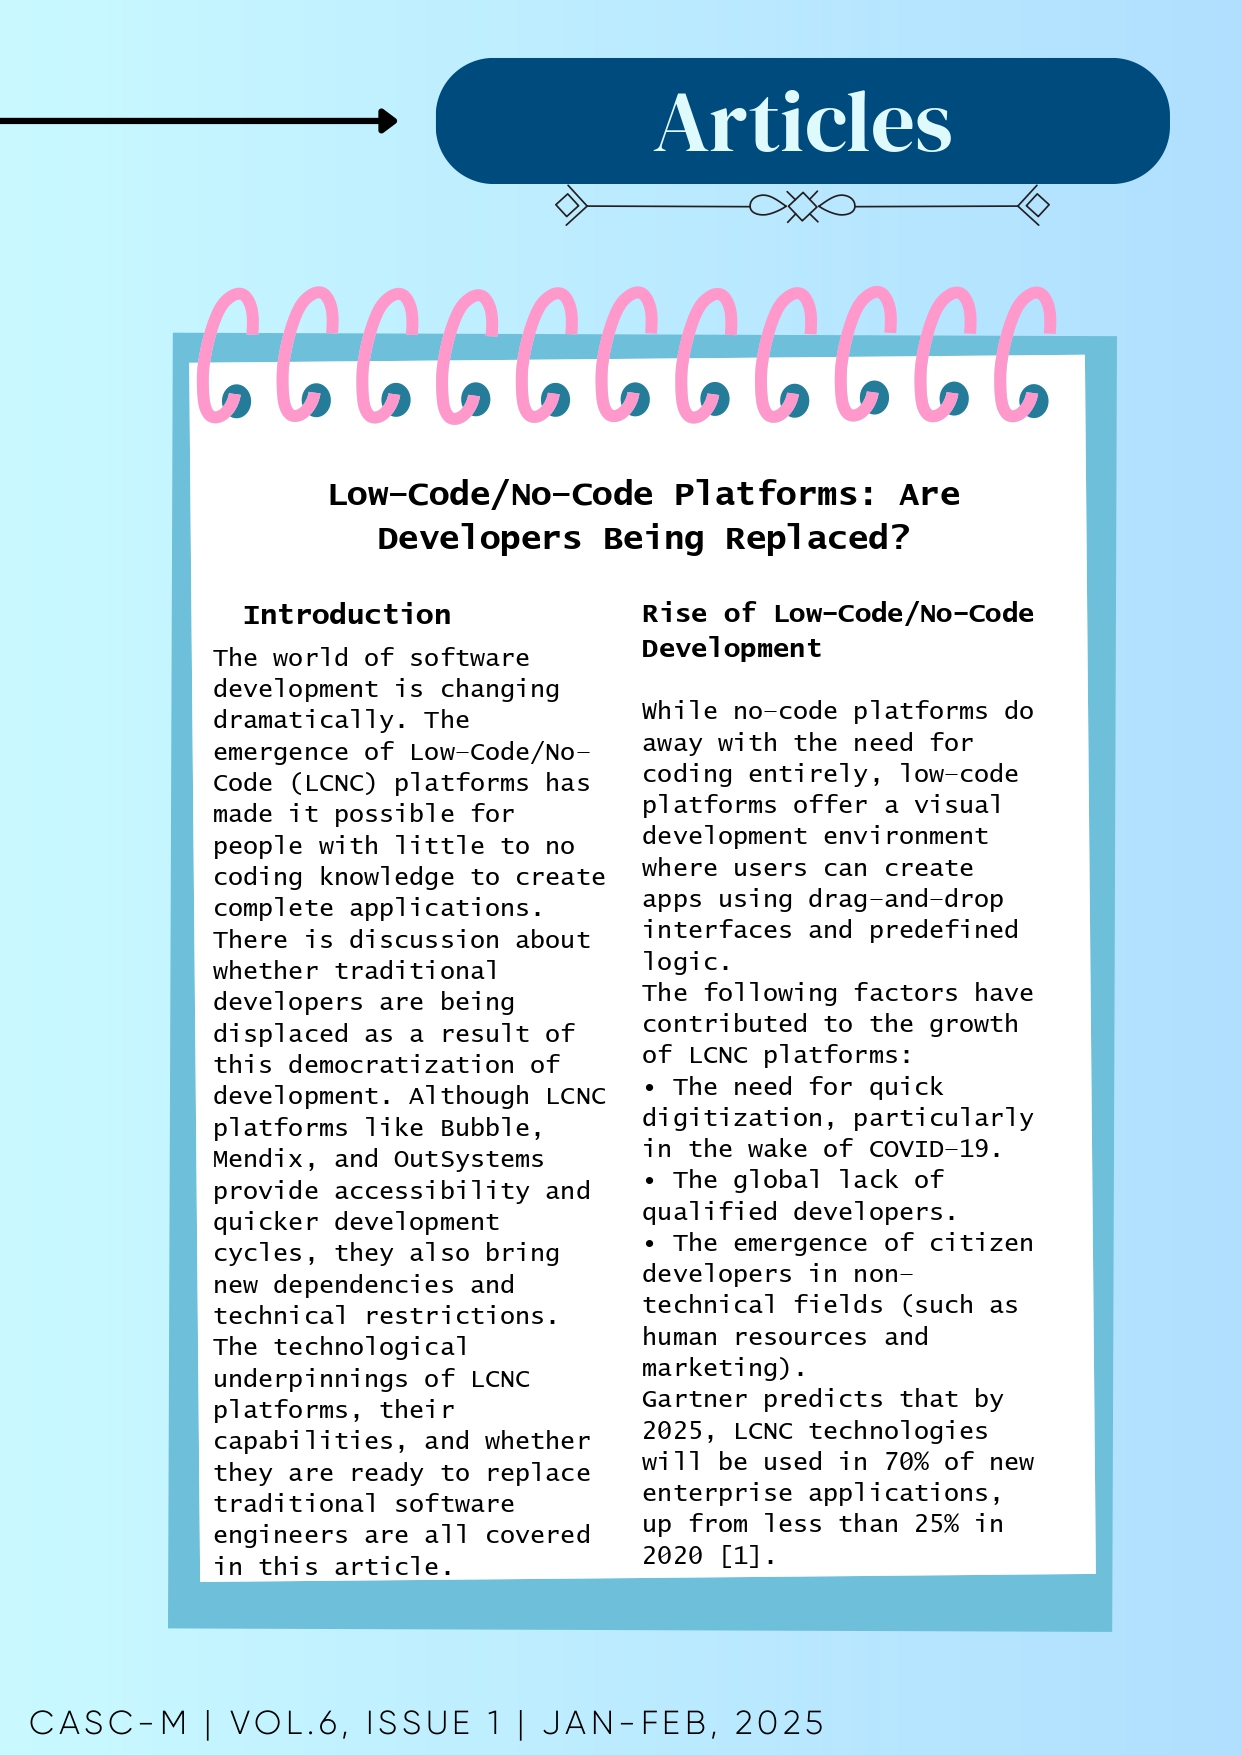 Articles
Low-Code/No-Code Platforms: Are
Developers Being Replaced?
Introduction
The world of software
development is changing
dramatically. The
emergence of Low-Code/No-
Code (LCNC) platforms has
made it possible for
people with little to no
coding knowledge to create
complete applications.
There is discussion about
whether traditional
developers are being
displaced as a result of
this democratization of
development. Although LCNC
platforms like Bubble,
Mendix, and OutSystems
provide accessibility and
quicker development
cycles, they also bring
new dependencies and
technical restrictions.
The technological
underpinnings of LCNC
platforms, their
capabilities, and whether
they are ready to replace
traditional software
engineers are all covered
in this article.
Rise of Low-Code/No-Code
Development
While no-code platforms do
away with the need for
coding entirely, low-code
platforms offer a visual
development environment
where users can create
apps using drag-and-drop
interfaces and predefined
logic.
The following factors have
contributed to the growth
of LCNC platforms:
• The need for quick
digitization, particularly
in the wake of COVID-19.
• The global lack of
qualified developers.
• The emergence of citizen
developers in non-
technical fields (such as
human resources and
marketing).
Gartner predicts that by
2025, LCNC technologies
will be used in 70% of new
enterprise applications,
up from less than 25% in
2020 [1].
CASC-M | VOL.6, ISSUE 1 | JAN-FEB, 2025